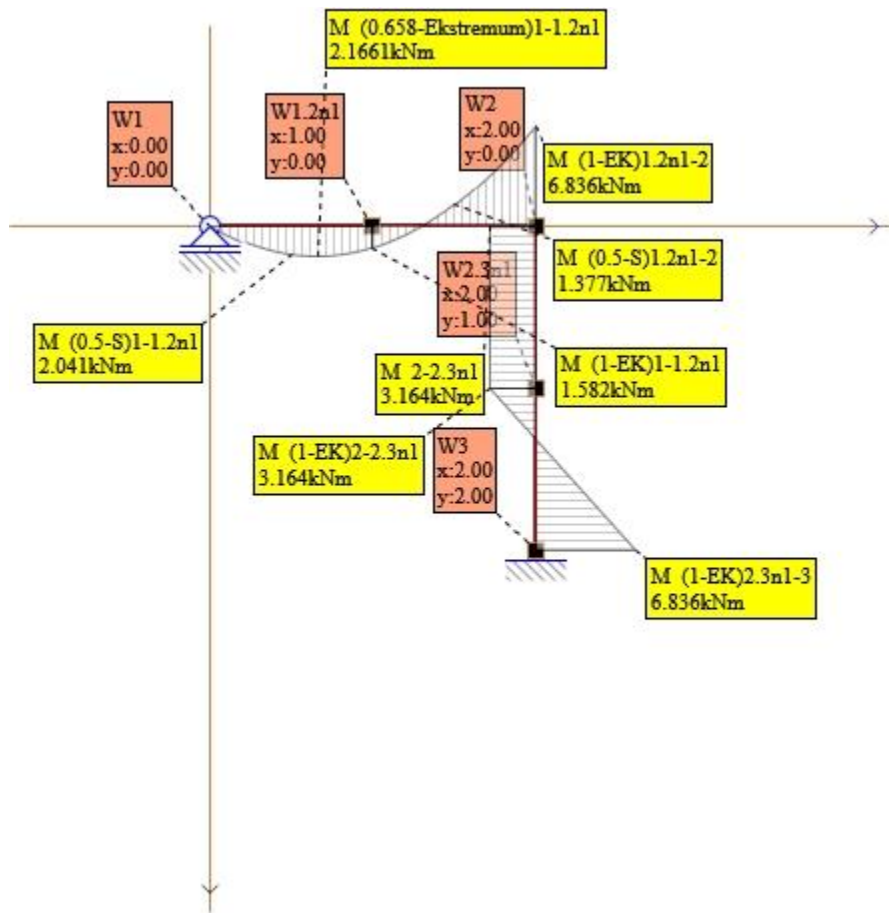 M (0.658-Ekstremum)1-1.2n1
2.1661kNm
W1
x:0.00
y:0.00
W1.2n1
x:1.00
y:0.00
W2
x:2.00
y:0.00
M (1-EK)1.2n1-2
6.836kNm
M (0.5-S)1.2n1-2
1.377kNm
W2.3n1
x:2.00
y:1.00
M (0.5-S)1-1.2n1
2.041kNm
M 2-2.3n1
3.164kNm
M (1-EK)1-1.2n1
1.582kNm
M (1-EK)2-2.3n1
3.164kNm
W3
x:2.00
y:2.00
M (1-EK)2.3n1-3
6.836kNm